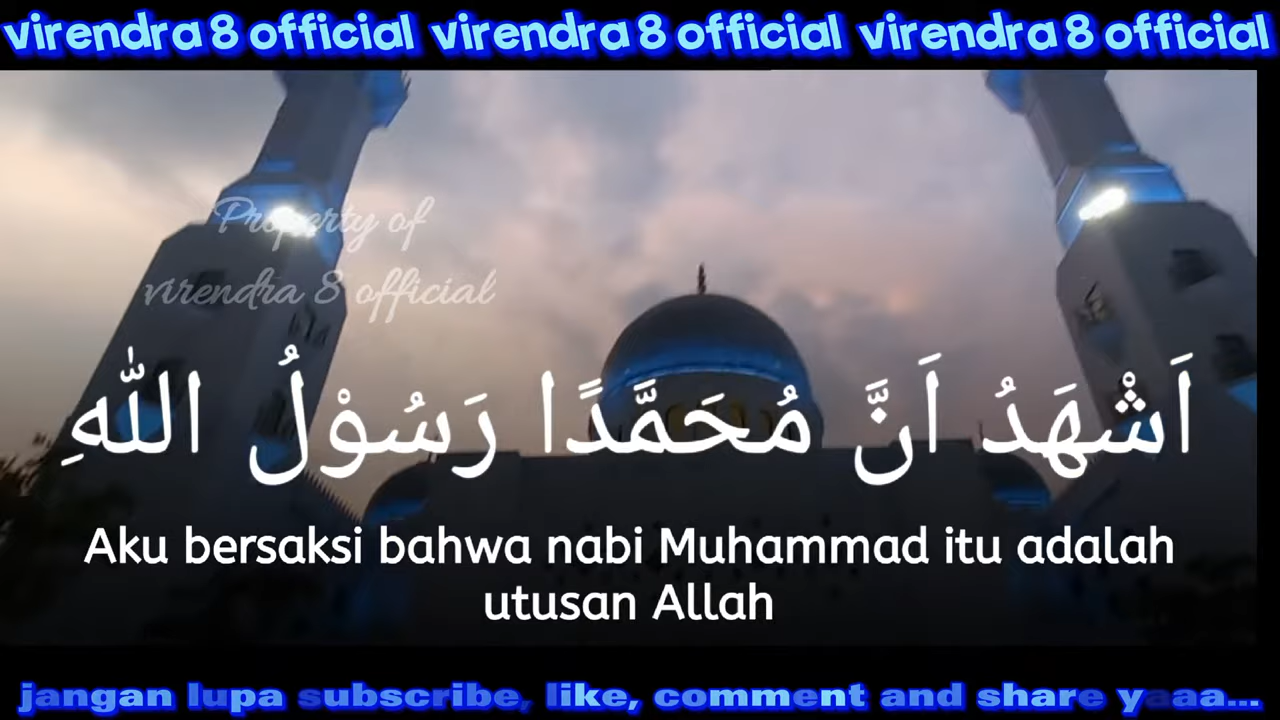 virendra 8 official virendra 8 official virendra 8 official
Property of
virendra 8 official
اَشْهَدُ اَنَّ مُحَمَّدًا رَسُوْلُ اللّٰهِ
Aku bersaksi bahwa nabi Muhammad itu adalah
utusan Allah
jangan lupa subscribe, like, comment and share yaaa...